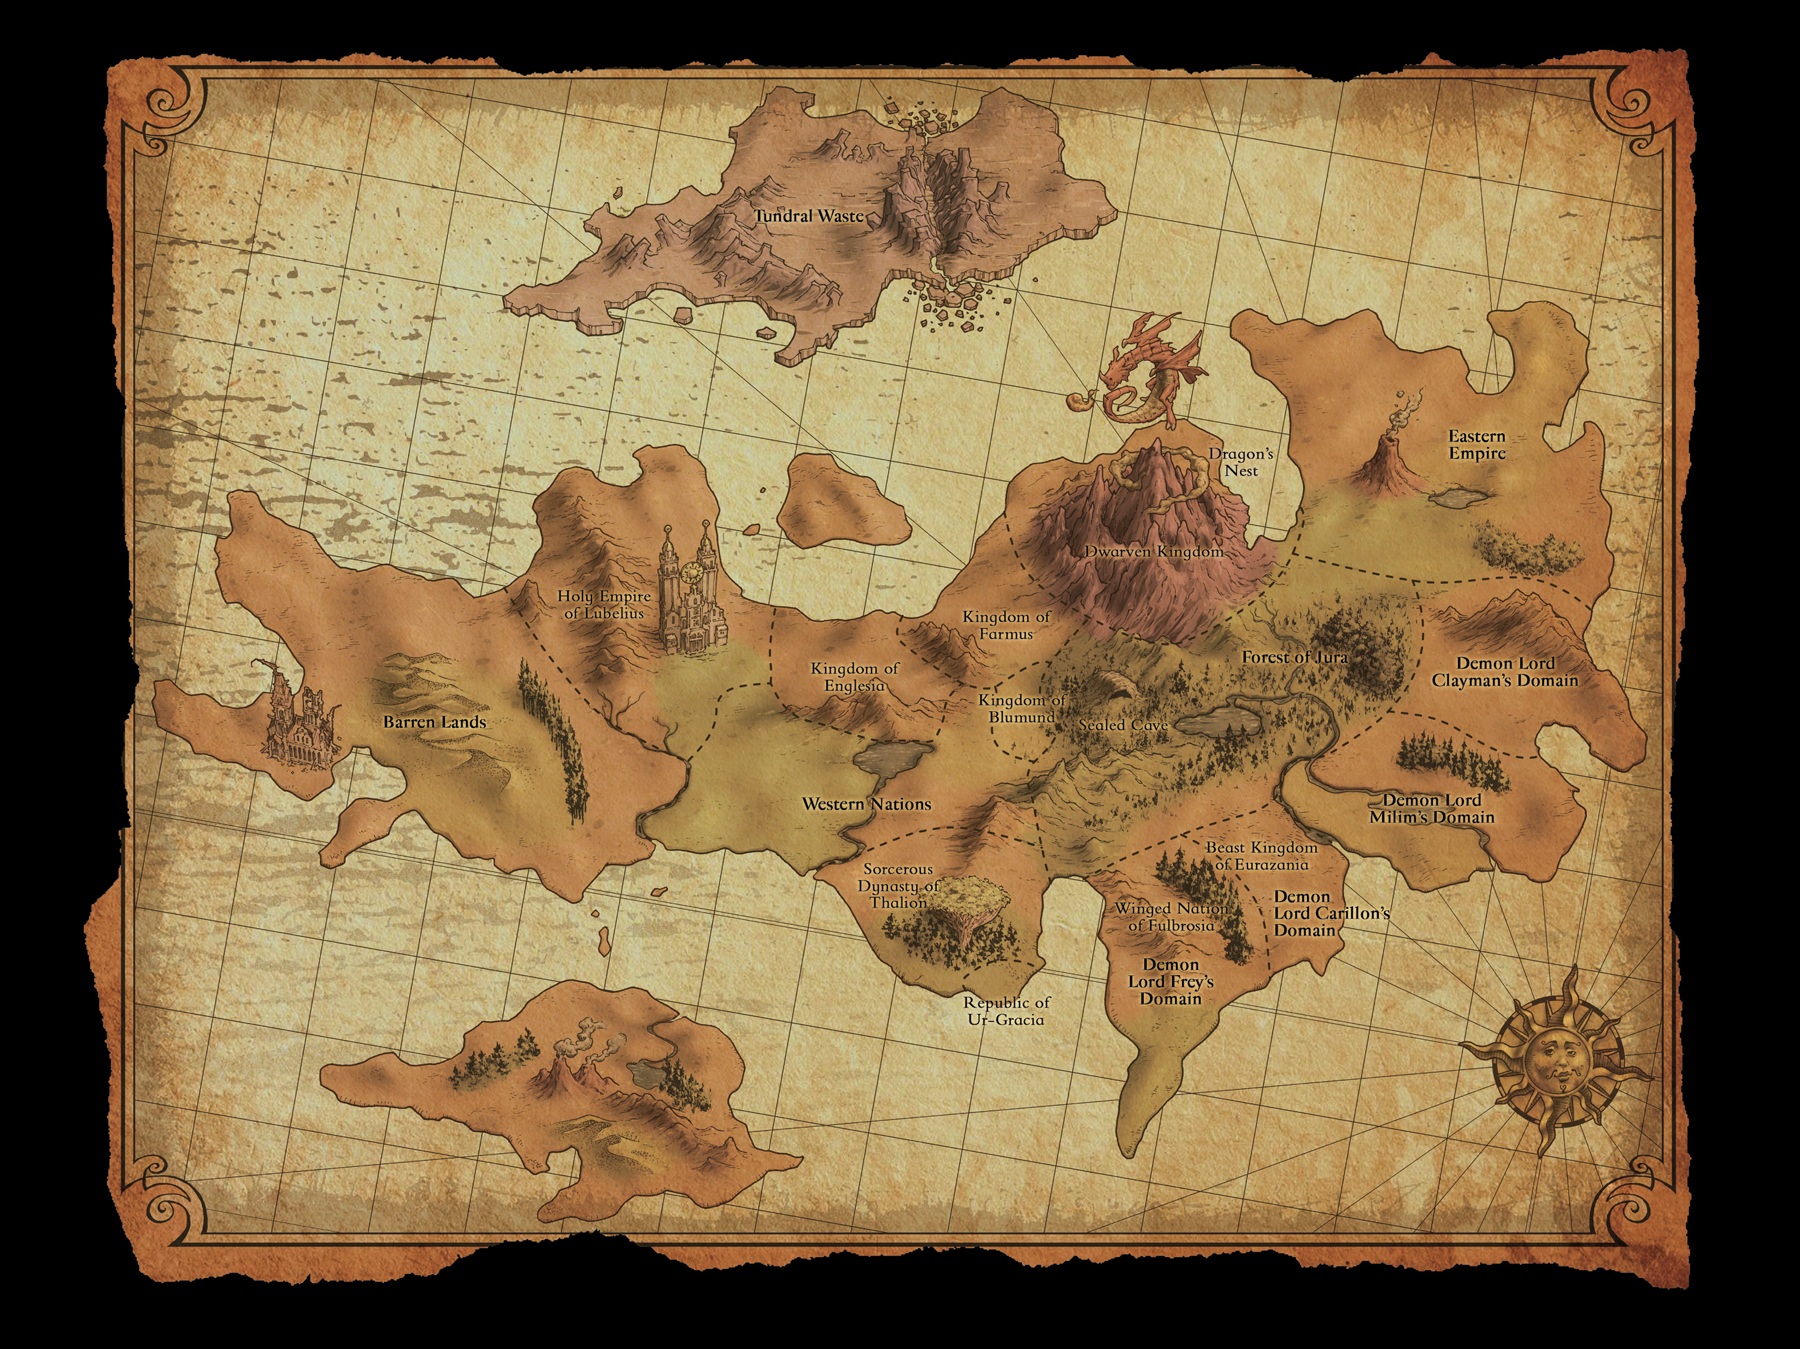 Tundral Waste
Dragon's
Nest
Eastern
Empire
Dwarven Kingdom
Holy Empire
of Lubelius
Kingdom of
Farmus
Kingdom of
Englesia
Forest of Jura
Demon Lord
Clayman's Domain
Kingdom of
Blumund
Sealed Cave
Barren Lands
Western Nations
Demon Lord
Milim's Domain
Beast Kingdom
of Eurazania
Sorcerous
Dynasty of
Thalion
Demon
Lord Carillon's
Domain
Winged Nation
of Fulbrosia
Demon
Lord Frey's
Domain
Republic of
Ur-Gracia